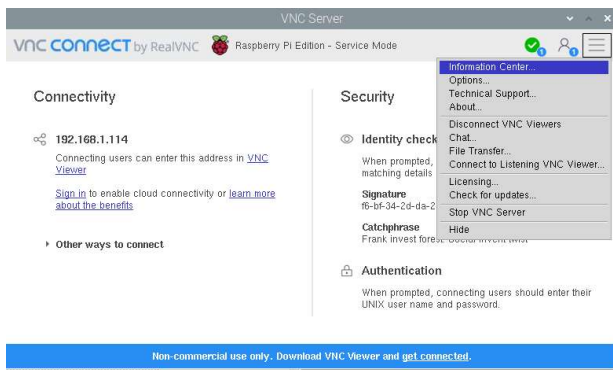 VNC Server
vnc connect by RealVNC Raspberry Pi Edition - Service Mode
1 1
Connectivity
192.168.1.114
Connecting users can enter this address in VNC
Viewer
Sign in to enable cloud connectivity or learn more
about the benefits
Other ways to connect
Security
Identity check
When prompted,
matching details
Signature
f6-bf-34-2d-da-2
Catchphrase
Frank invest
Authentication
When prompted, connecting users should enter their
UNIX user name and password.
Information Center...
Options...
Technical Support...
About...
Disconnect VNC Viewers
Chat...
File Transfer...
Connect to Listening VNC Viewer...
Licensing...
Check for updates...
Stop VNC Server
Hide
Non-commercial use only. Download VNC Viewer and get connected.